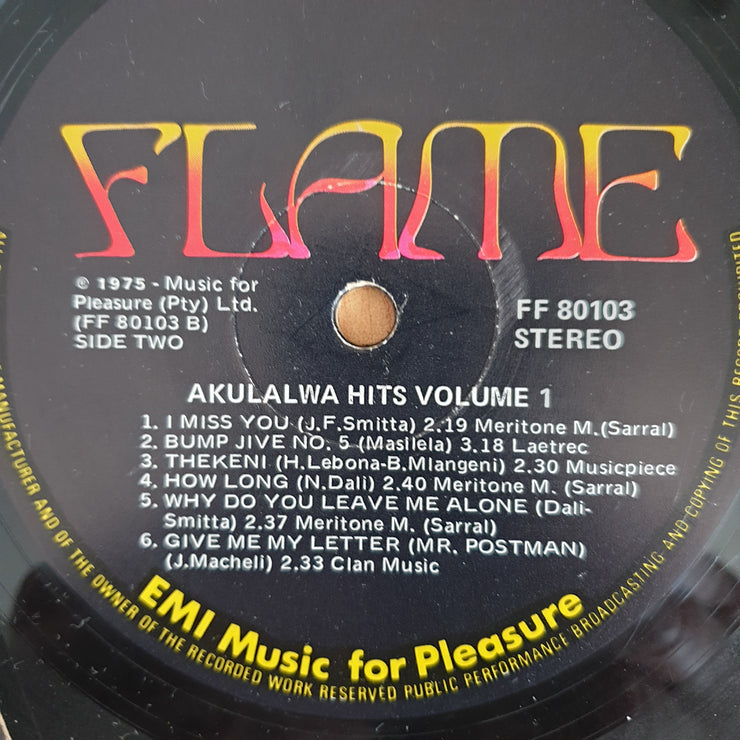 FLAME
℗ 1975 - Music for
Pleasure (Pty) Ltd.
(FF 80103 B)
SIDE TWO
FF 80103
STEREO
AKULALWA HITS VOLUME 1
1. I MISS YOU (J.F.Smitta) 2.19 Meritone M.(Sarral)
2. BUMP JIVE NO. 5 (Masilela) 3.18 Laetrec
3. THEKENI (H.Lebona-B.Mlangeni) 2.30 Musicpiece
4. HOW LONG (N.Dali) 2.40 Meritone M. (Sarral)
5. WHY DO YOU LEAVE ME ALONE (Dali-
Smitta) 2.37 Meritone M. (Sarral)
6. GIVE ME MY LETTER (MR. POSTMAN)
(J.Macheli) 2.33 Clan Music
EMI Music for Pleasure
MANUFACTURER AND OF THE OWNER OF THE RECORDED WORK RESERVED PUBLIC PERFORMANCE BROADCASTING AND COPYING OF THIS RECORD PROHIBITED